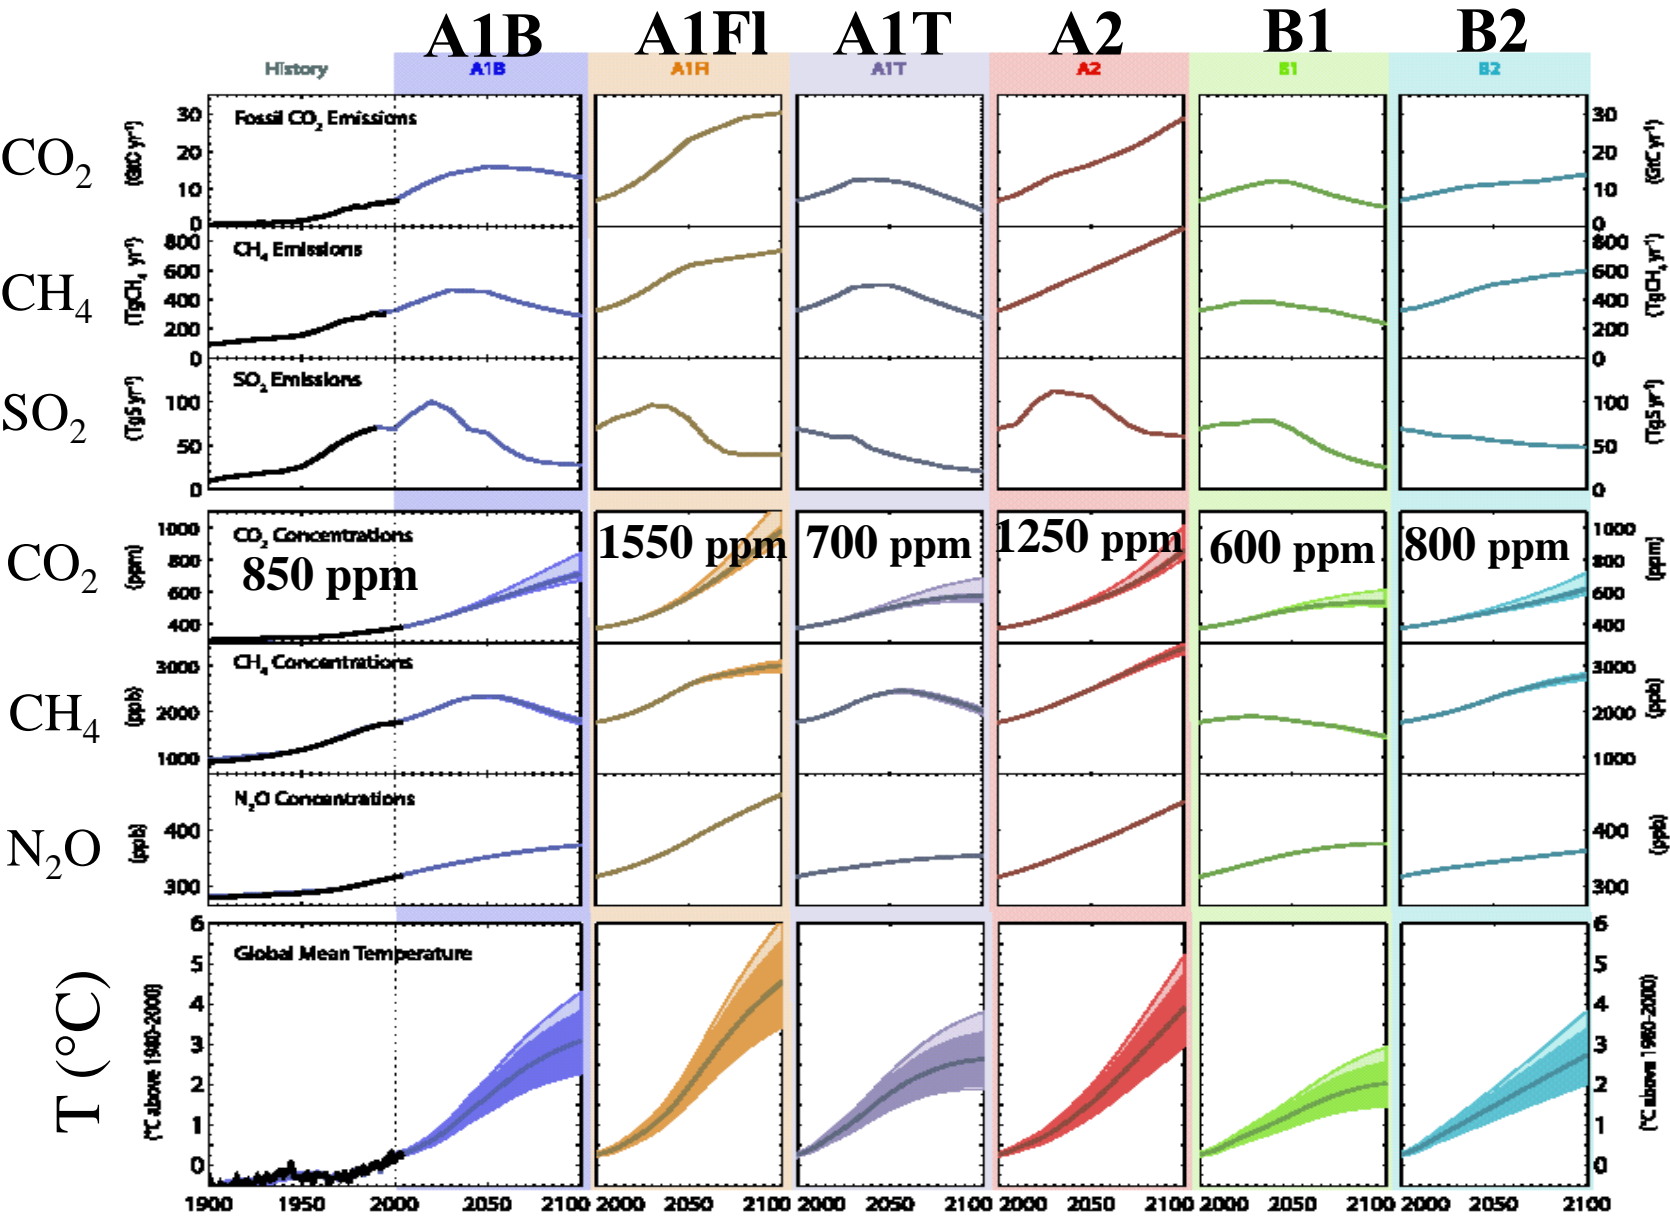 A1B A1Fl A1T A2 B1 B2
History A1B A1FI A1T A2 B1 B2
CO2
(GtC yr-1)
30
20
10
0
Fossil CO2 Emissions
30
20
10
0
(GtC yr-1)
CH4
(TgCH4 yr-1)
800
600
400
200
0
CH4 Emissions
800
600
400
200
0
(TgCH4 yr-1)
SO2
(TgS yr-1)
100
50
0
SO2 Emissions
100
50
0
(TgS yr-1)
CO2
(ppm)
1000
800
600
400
CO2 Concentrations
850 ppm 1550 ppm 700 ppm 1250 ppm 600 ppm 800 ppm
1000
800
600
400
(ppm)
CH4
(ppb)
3000
2000
1000
CH4 Concentrations
3000
2000
1000
(ppb)
N2O
(ppb)
400
300
N2O Concentrations
400
300
(ppb)
T (°C)
(°C above 1980-2000)
6
5
4
3
2
1
0
Global Mean Temperature
6
5
4
3
2
1
0
(°C above 1980-2000)
1900 1950 2000 2050 2100 2000 2050 2100 2000 2050 2100 2000 2050 2100 2000 2050 2100 2000 2050 2100